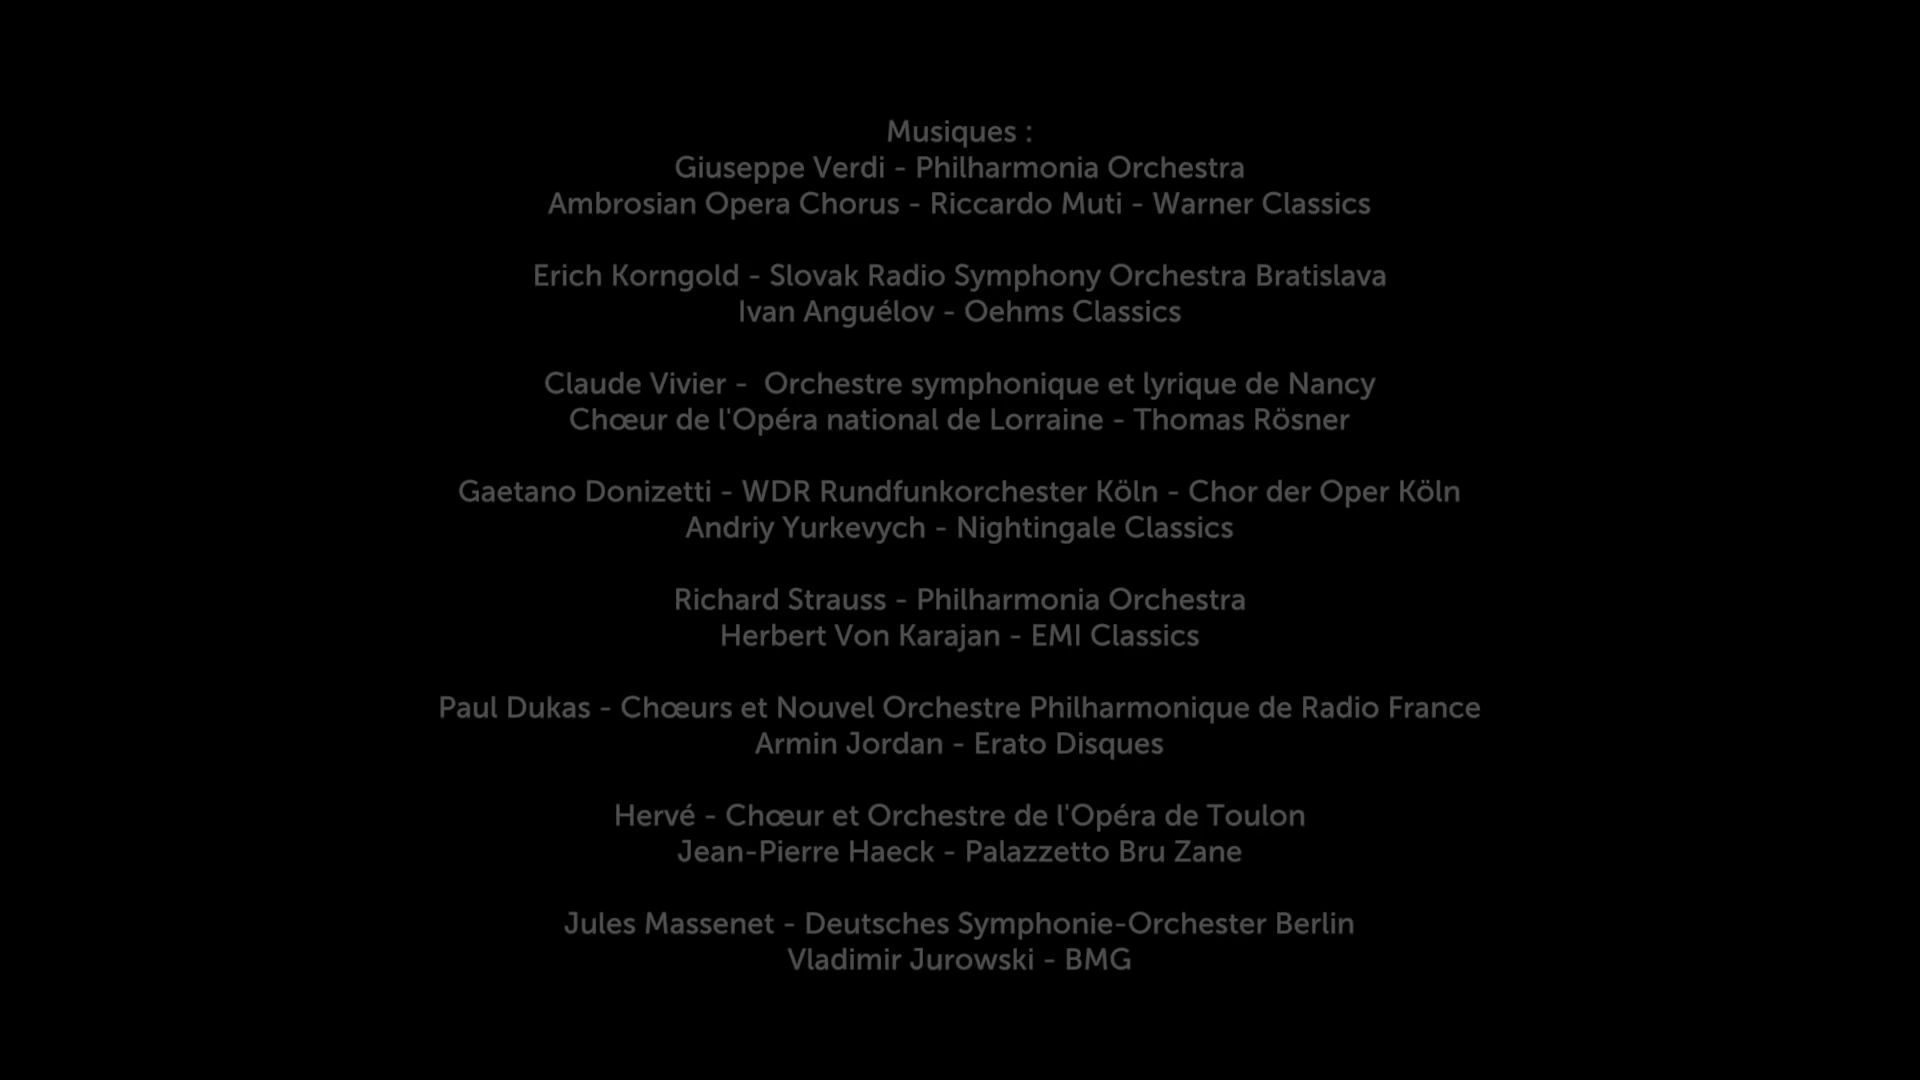 Musiques :
Giuseppe Verdi - Philharmonia Orchestra
Ambrosian Opera Chorus - Riccardo Muti - Warner Classics
Erich Korngold - Slovak Radio Symphony Orchestra Bratislava
Ivan Anguélov - Oehms Classics
Claude Vivier -  Orchestre symphonique et lyrique de Nancy
Chœur de l'Opéra national de Lorraine - Thomas Rösner
Gaetano Donizetti - WDR Rundfunkorchester Köln - Chor der Oper Köln
Andriy Yurkevych - Nightingale Classics
Richard Strauss - Philharmonia Orchestra
Herbert Von Karajan - EMI Classics
Paul Dukas - Chœurs et Nouvel Orchestre Philharmonique de Radio France
Armin Jordan - Erato Disques
Hervé - Chœur et Orchestre de l'Opéra de Toulon
Jean-Pierre Haeck - Palazzetto Bru Zane
Jules Massenet - Deutsches Symphonie-Orchester Berlin
Vladimir Jurowski - BMG